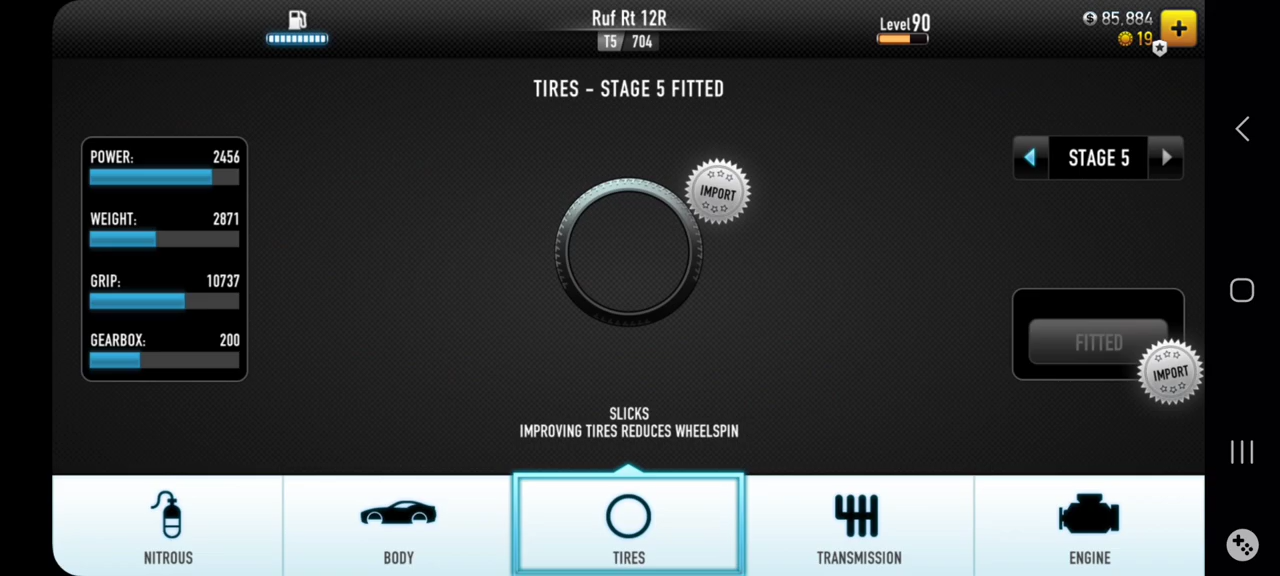 Ruf Rt 12R
T5 / 704
Level 90
85,884
19
TIRES - STAGE 5 FITTED
POWER: 2456
WEIGHT: 2871
GRIP: 10737
GEARBOX: 200
IMPORT
STAGE 5
FITTED
IMPORT
SLICKS
IMPROVING TIRES REDUCES WHEELSPIN
NITROUS
BODY
TIRES
TRANSMISSION
ENGINE